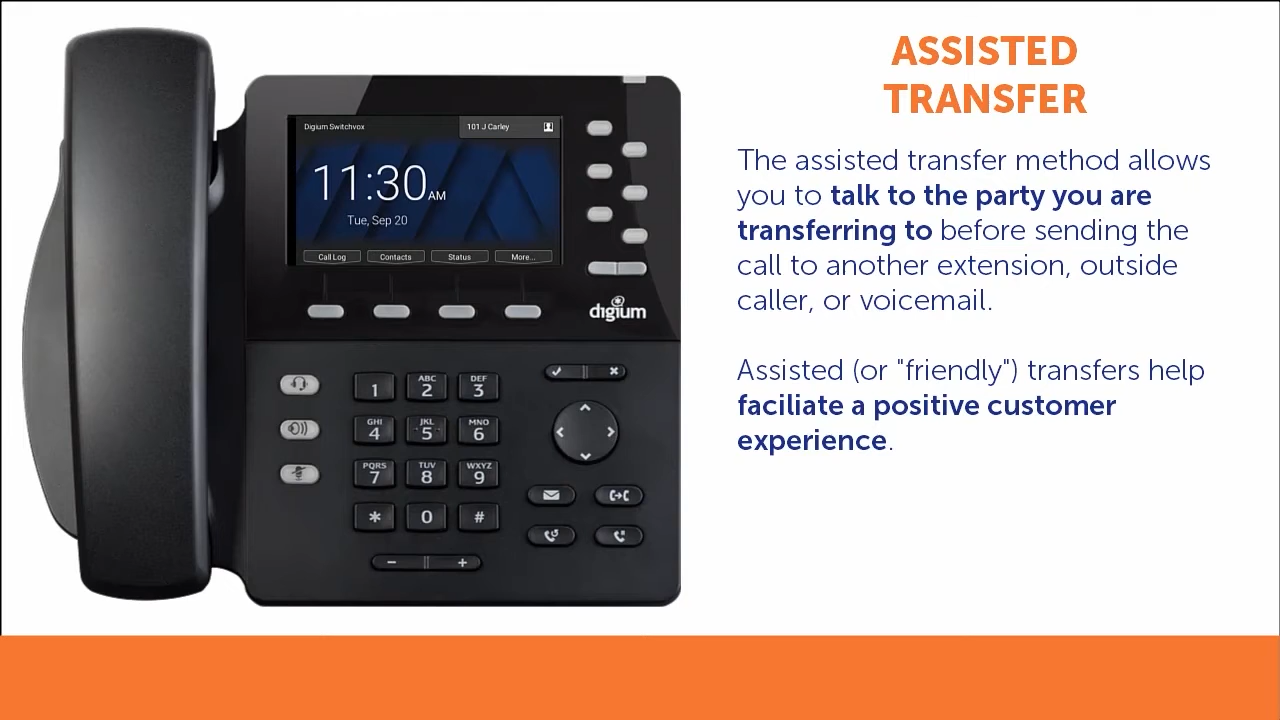 ASSISTED
TRANSFER
The assisted transfer method allows
you to talk to the party you are
transferring to before sending the
call to another extension, outside
caller, or voicemail.
Assisted (or "friendly") transfers help
faciliate a positive customer
experience.
Digium Switchvox
101 J Carley
11:30 AM
Tue, Sep 20
Call Log Contacts Status More...
digium
1 ABC 2 DEF 3
GHI 4 JKL 5 MNO 6
PQRS 7 TUV 8 WXYZ 9
* 0 #
- +